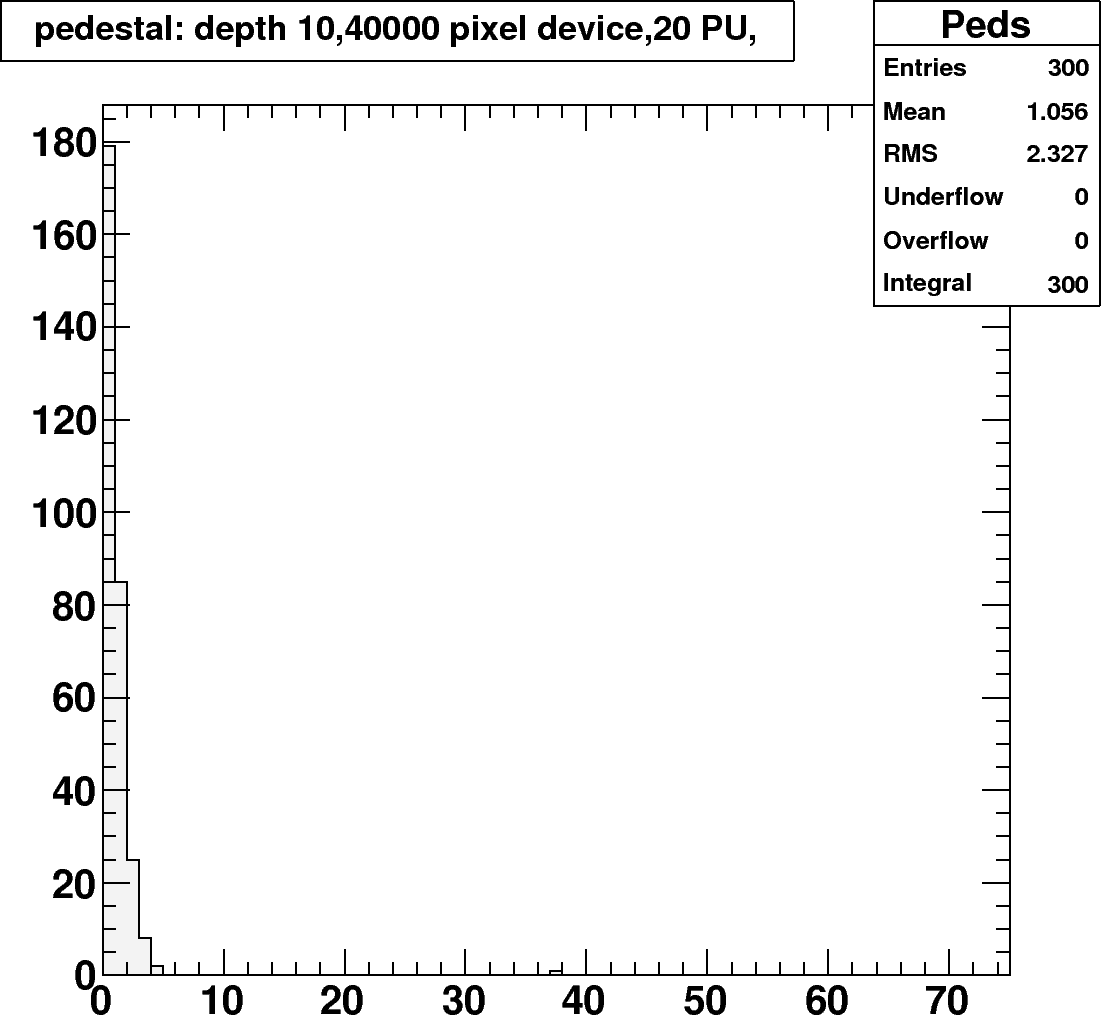 pedestal: depth 10,40000 pixel device,20 PU,
Peds
Entries 300
Mean 1.056
RMS 2.327
Underflow 0
Overflow 0
Integral 300
180
160
140
120
100
80
60
40
20
0
0 10 20 30 40 50 60 70